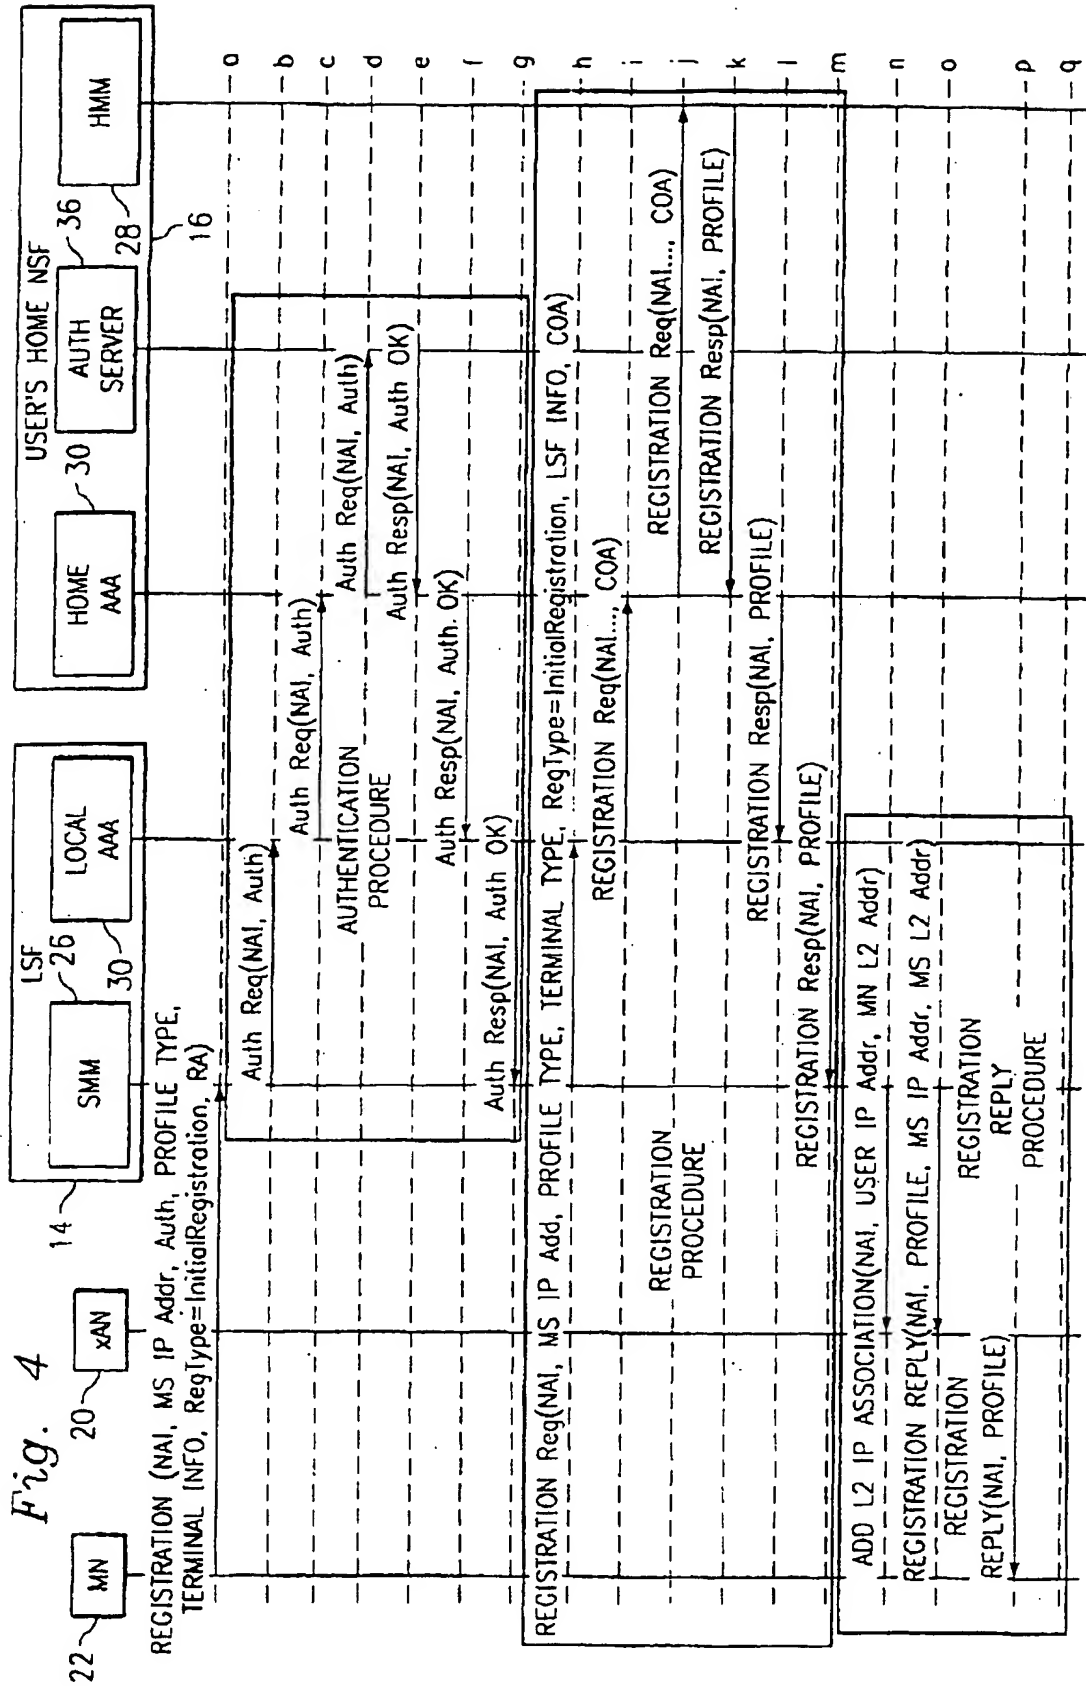 Fig. 4
22
MN
20
xAN
14
LSF
SMM
26
LOCAL
AAA
30
USER'S HOME NSF
HOME
AAA
30
AUTH
SERVER
36
HMM
28
16
REGISTRATION (NAI, MS IP Addr, Auth, PROFILE TYPE,
TERMINAL INFO, RegType=InitialRegistration, RA)
a
Auth Req(NAI, Auth)
b
Auth Req(NAI, Auth)
c
AUTHENTICATION
PROCEDURE
Auth Req(NAI, Auth)
d
Auth Resp(NAI, Auth OK)
e
Auth Resp(NAI, Auth. OK)
f
Auth Resp(NAI, Auth OK)
g
REGISTRATION Reg(NAI, MS IP Add, PROFILE TYPE, TERMINAL TYPE, RegType=InitialRegistration, LSF INFO, COA)
h
REGISTRATION Req(NAI..., COA)
i
REGISTRATION
PROCEDURE
REGISTRATION Req(NAI..., COA)
j
REGISTRATION Resp(NAI, PROFILE)
k
REGISTRATION Resp(NAI, PROFILE)
l
REGISTRATION Resp(NAI, PROFILE)
m
ADD L2 IP ASSOCIATION(NAI, USER IP Addr, MN L2 Addr)
n
REGISTRATION REPLY(NAI, PROFILE, MS IP Addr, MS L2 Addr)
o
REGISTRATION
REPLY(NAI, PROFILE)
REGISTRATION
REPLY
PROCEDURE
p
q